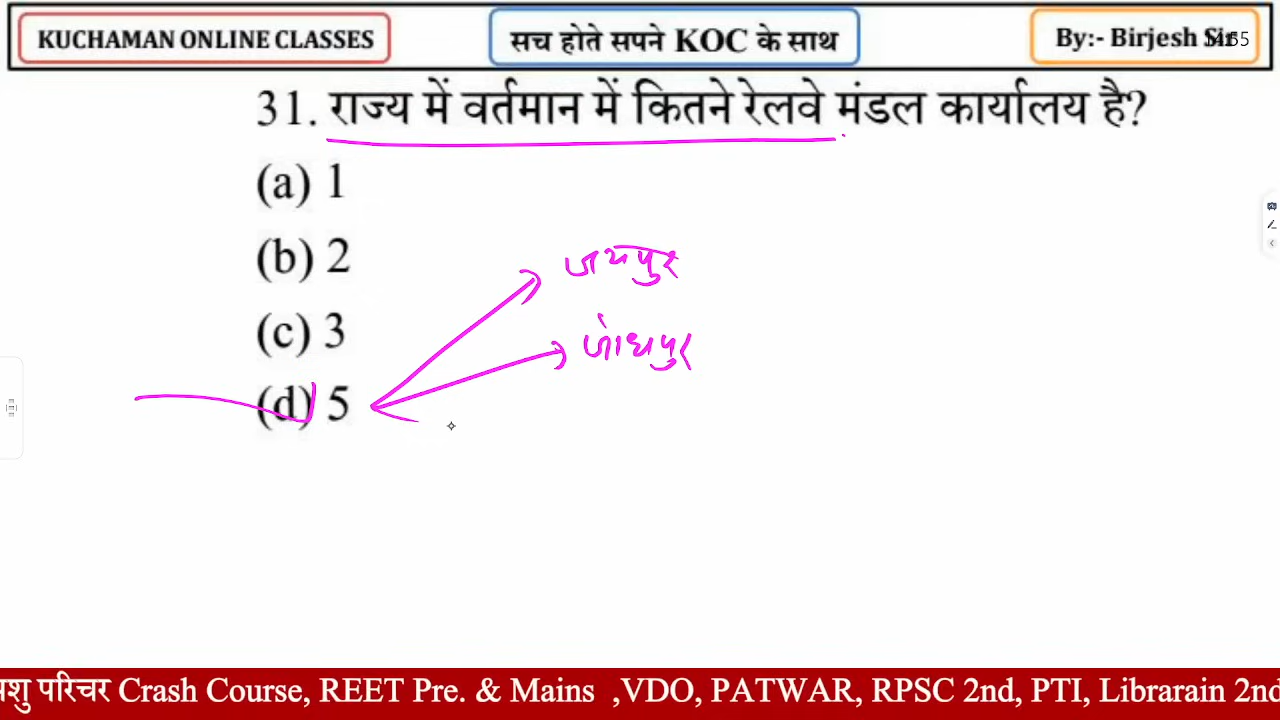 KUCHAMAN ONLINE CLASSES
सच होते सपने KOC के साथ
By:- Birjesh Sir
31. राज्य में वर्तमान में कितने रेलवे मंडल कार्यालय है?
(a) 1
(b) 2
(c) 3
(d) 5
जयपुर
जोधपुर
परिचर Crash Course, REET Pre. & Mains ,VDO, PATWAR, RPSC 2nd, PTI, Librarain 2nd